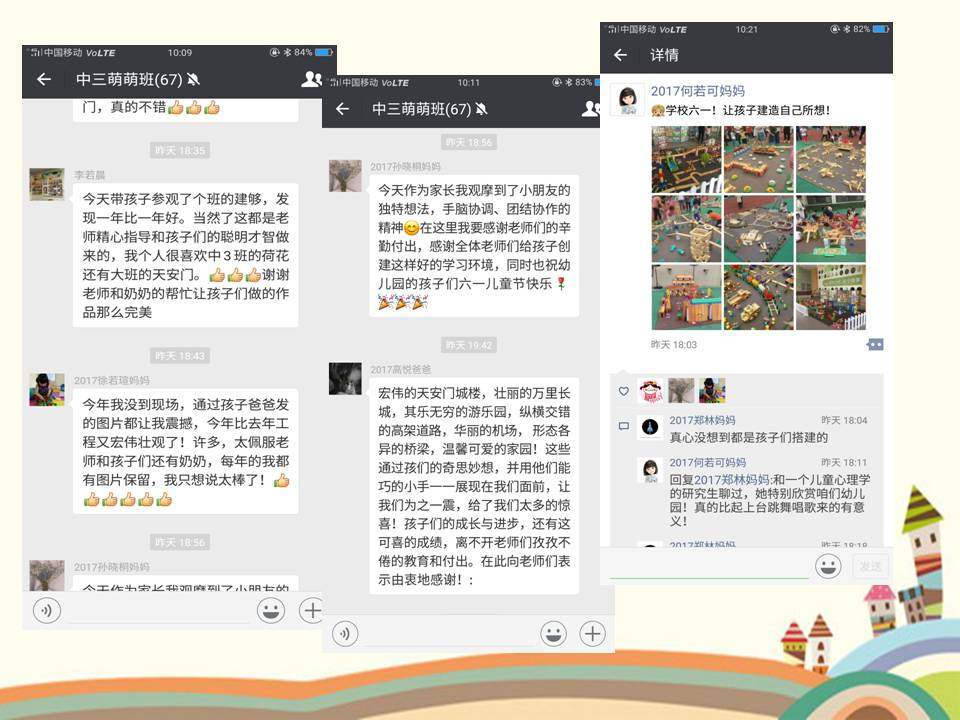 中国移动 VoLTE 10:09 84%
中三萌萌班(67)
门，真的不错👍👍👍
昨天 18:35
李若晨
今天带孩子参观了个班的建够，发
现一年比一年好。当然了这都是老
师精心指导和孩子们的聪明才智做
来的，我个人很喜欢中3班的荷花
还有大班的天安门。👍👍👍谢谢
老师和奶奶的帮忙让孩子们做的作
品那么完美
昨天 18:43
2017徐若瑄妈妈
今年我没到现场，通过孩子爸爸发
的图片都让我震撼，今年比去年工
程又宏伟壮观了！许多，太佩服老
师和孩子们还有奶奶，每年的我都
有图片保留，我只想说太棒了！👍
👍👍👍👍👍
昨天 18:56
2017孙晓桐妈妈
今天作为家长我观摩到了小朋友的
中国移动 VoLTE 10:11 83%
中三萌萌班(67)
昨天 18:56
2017孙晓桐妈妈
今天作为家长我观摩到了小朋友的
独特想法，手脑协调、团结协作的
精神😊在这里我要感谢老师们的辛
勤付出，感谢全体老师们给孩子创
建这样好的学习环境，同时也祝幼
儿园的孩子们六一儿童节快乐🌹
🎉🎉🎉
昨天 19:42
2017高悦爸爸
宏伟的天安门城楼，壮丽的万里长
城，其乐无穷的游乐园，纵横交错
的高架道路，华丽的机场， 形态各
异的桥梁，温馨可爱的家园！这些
通过孩们的奇思妙想，并用他们能
巧的小手一一展现在我们面前，让
我们为之一震，给了我们太多的惊
喜！孩子们的成长与进步，还有这
可喜的成绩，离不开老师们孜孜不
倦的教育和付出。在此向老师们表
示由衷地感谢！:
中国移动 VoLTE 10:21 82%
详情
2017何若可妈妈
学校六一！让孩子建造自己所想！
昨天 18:03
2017郑林妈妈 昨天 18:04
真心没想到都是孩子们搭建的
2017何若可妈妈 昨天 18:11
回复2017郑林妈妈:和一个儿童心理学
的研究生聊过，她特别欣赏咱们幼儿
园！真的比起上台跳舞唱歌来的有意
义！
2017郑林妈妈 昨天 18:18
发送